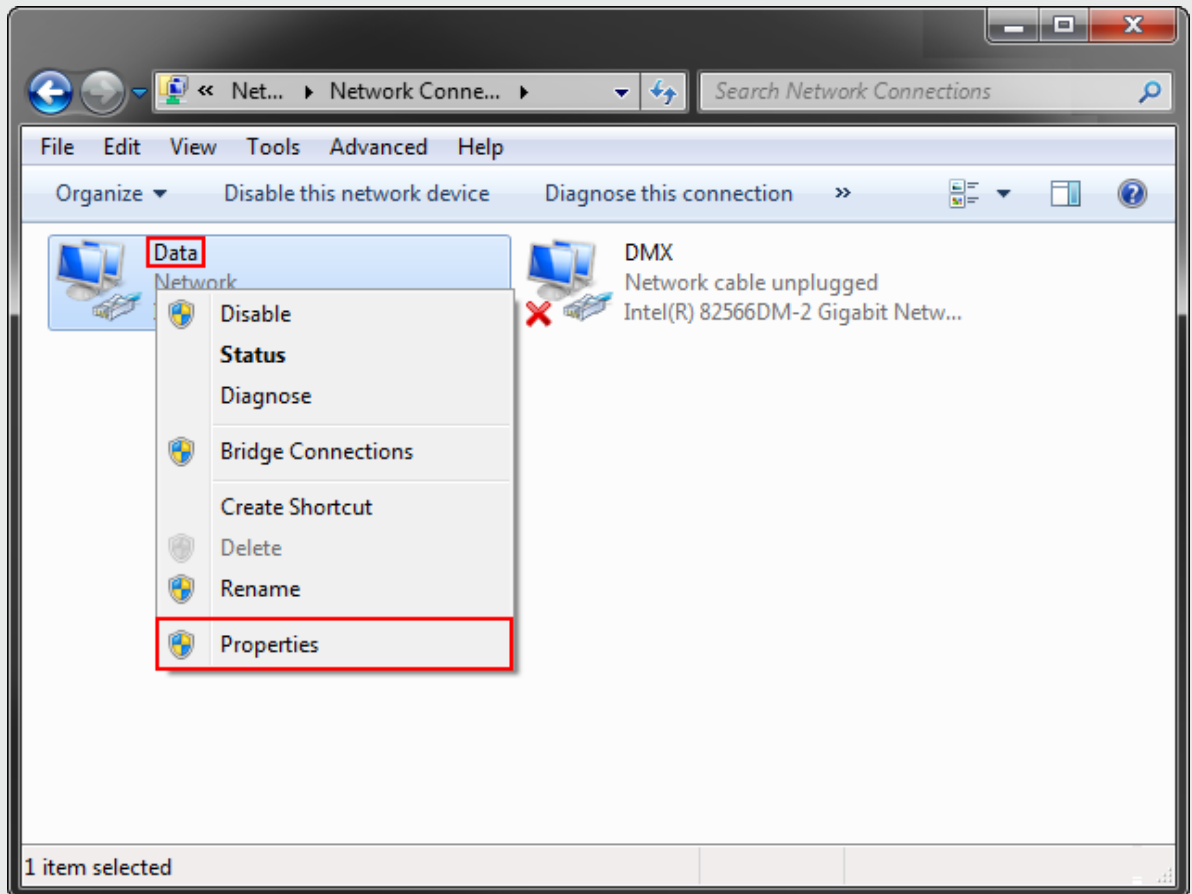 « Net... Network Conne...
Search Network Connections
File Edit View Tools Advanced Help
Organize Disable this network device Diagnose this connection »
Data
Network
DMX
Network cable unplugged
Intel(R) 82566DM-2 Gigabit Netw...
Disable
Status
Diagnose
Bridge Connections
Create Shortcut
Delete
Rename
Properties
1 item selected